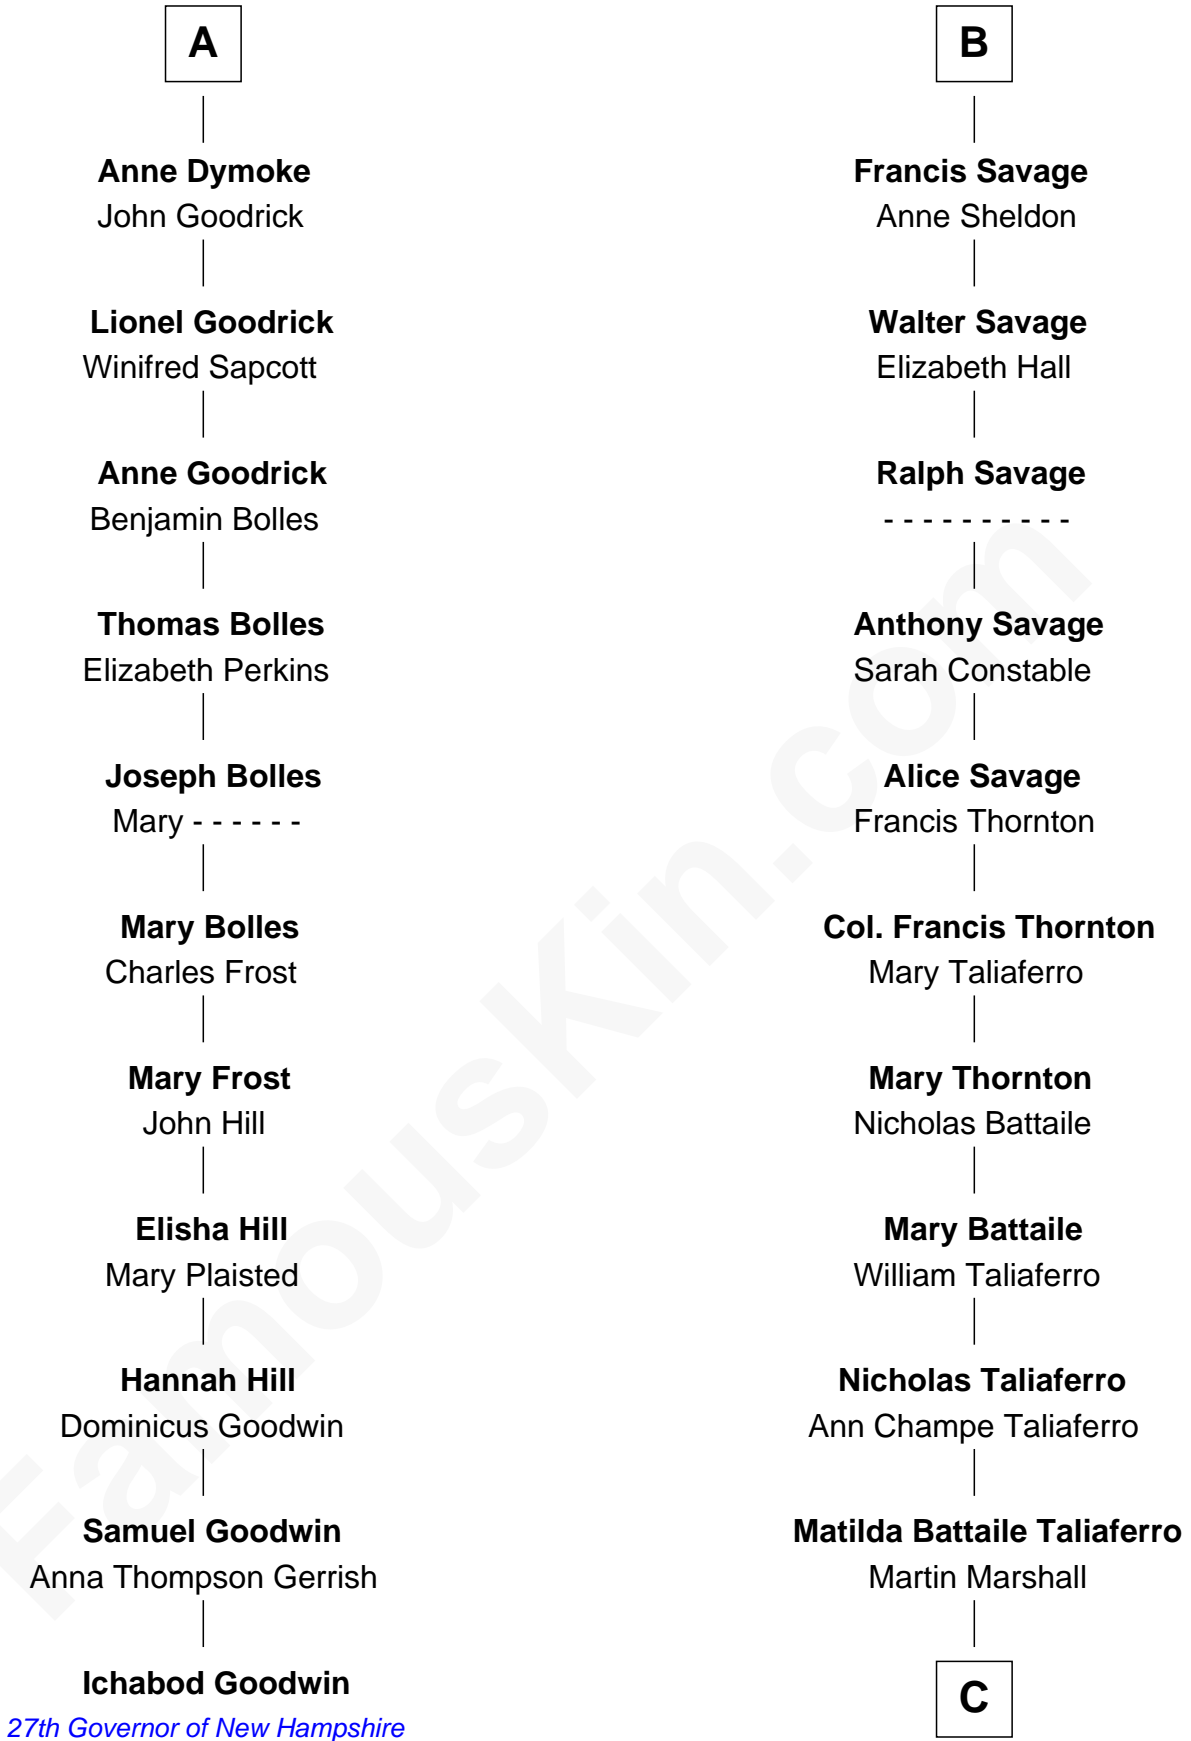 A
Anne Dymoke
John Goodrick
Lionel Goodrick
Winifred Sapcott
Anne Goodrick
Benjamin Bolles
Thomas Bolles
Elizabeth Perkins
Joseph Bolles
Mary - - - - - -
Mary Bolles
Charles Frost
Mary Frost
John Hill
Elisha Hill
Mary Plaisted
Hannah Hill
Dominicus Goodwin
Samuel Goodwin
Anna Thompson Gerrish
Ichabod Goodwin
27th Governor of New Hampshire
B
Francis Savage
Anne Sheldon
Walter Savage
Elizabeth Hall
Ralph Savage
- - - - - - - - - -
Anthony Savage
Sarah Constable
Alice Savage
Francis Thornton
Col. Francis Thornton
Mary Taliaferro
Mary Thornton
Nicholas Battaile
Mary Battaile
William Taliaferro
Nicholas Taliaferro
Ann Champe Taliaferro
Matilda Battaile Taliaferro
Martin Marshall
C
FamousKin.com